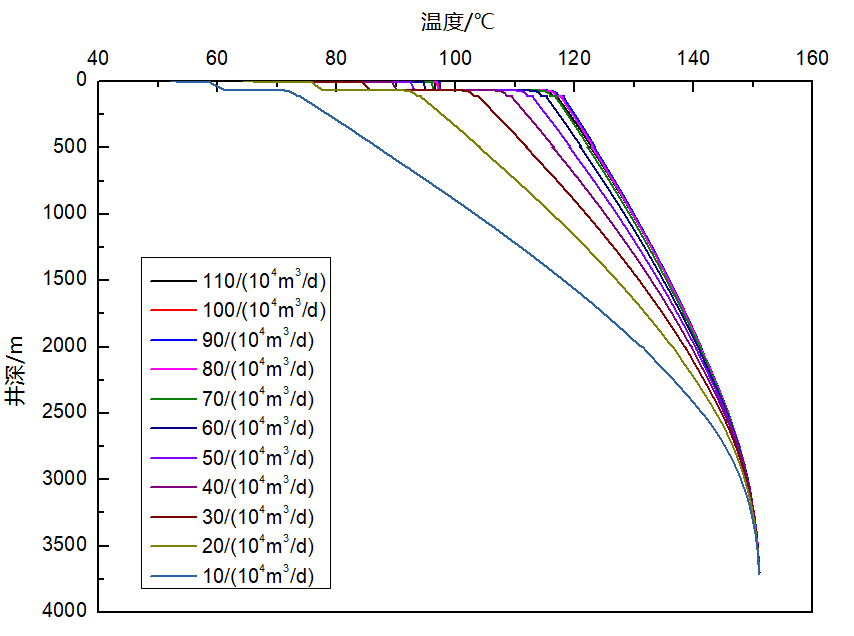 温度/℃
40 60 80 100 120 140 160
0
500
1000
1500
2000
2500
3000
3500
4000
井深/m
110/(10⁴m³/d)
100/(10⁴m³/d)
90/(10⁴m³/d)
80/(10⁴m³/d)
70/(10⁴m³/d)
60/(10⁴m³/d)
50/(10⁴m³/d)
40/(10⁴m³/d)
30/(10⁴m³/d)
20/(10⁴m³/d)
10/(10⁴m³/d)